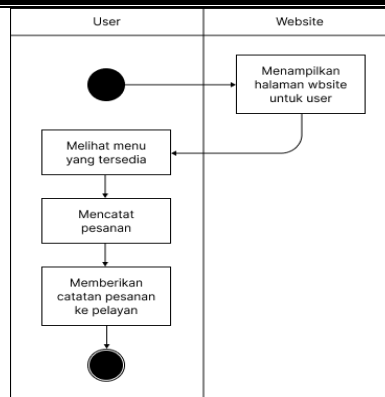 User
Website
Menampilkan
halaman wbsite
untuk user
Melihat menu
yang tersedia
Mencatat
pesanan
Memberikan
catatan pesanan
ke pelayan